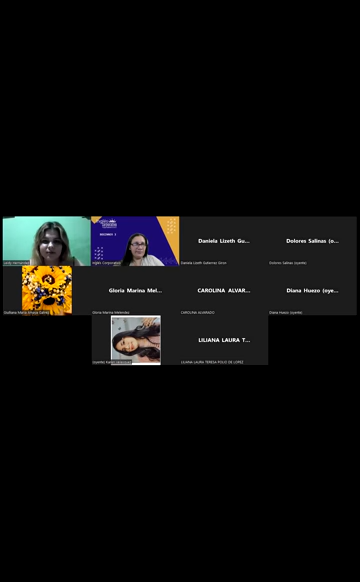 Daniela Lizeth Gu...
Dolores Salinas (o...
Daniela Lizeth Gutierrez Giron
Dolores Salinas (oyente)
Gloria Marina Mel...
CAROLINA ALVAR...
Diana Huezo (oye...
Gloria Marina Melendez
CAROLINA ALVARADO
Diana Huezo (oyente)
LILIANA LAURA T...
LILIANA LAURA TERESA POLIO DE LOPEZ